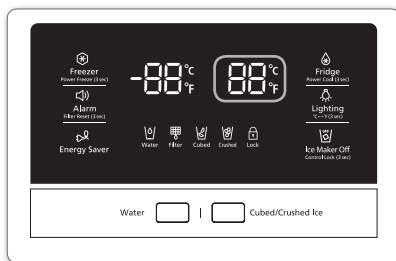 Freezer
Power Freeze (3 sec)
Alarm
Filter Reset (3 sec)
Energy Saver
-88°C °F
88°C °F
Water Filter Cubed Crushed Lock
Fridge
Power Cool (3 sec)
Lighting
°C↔°F (3 sec)
OFF
Ice Maker Off
Control Lock (3 sec)
Water | Cubed/Crushed Ice